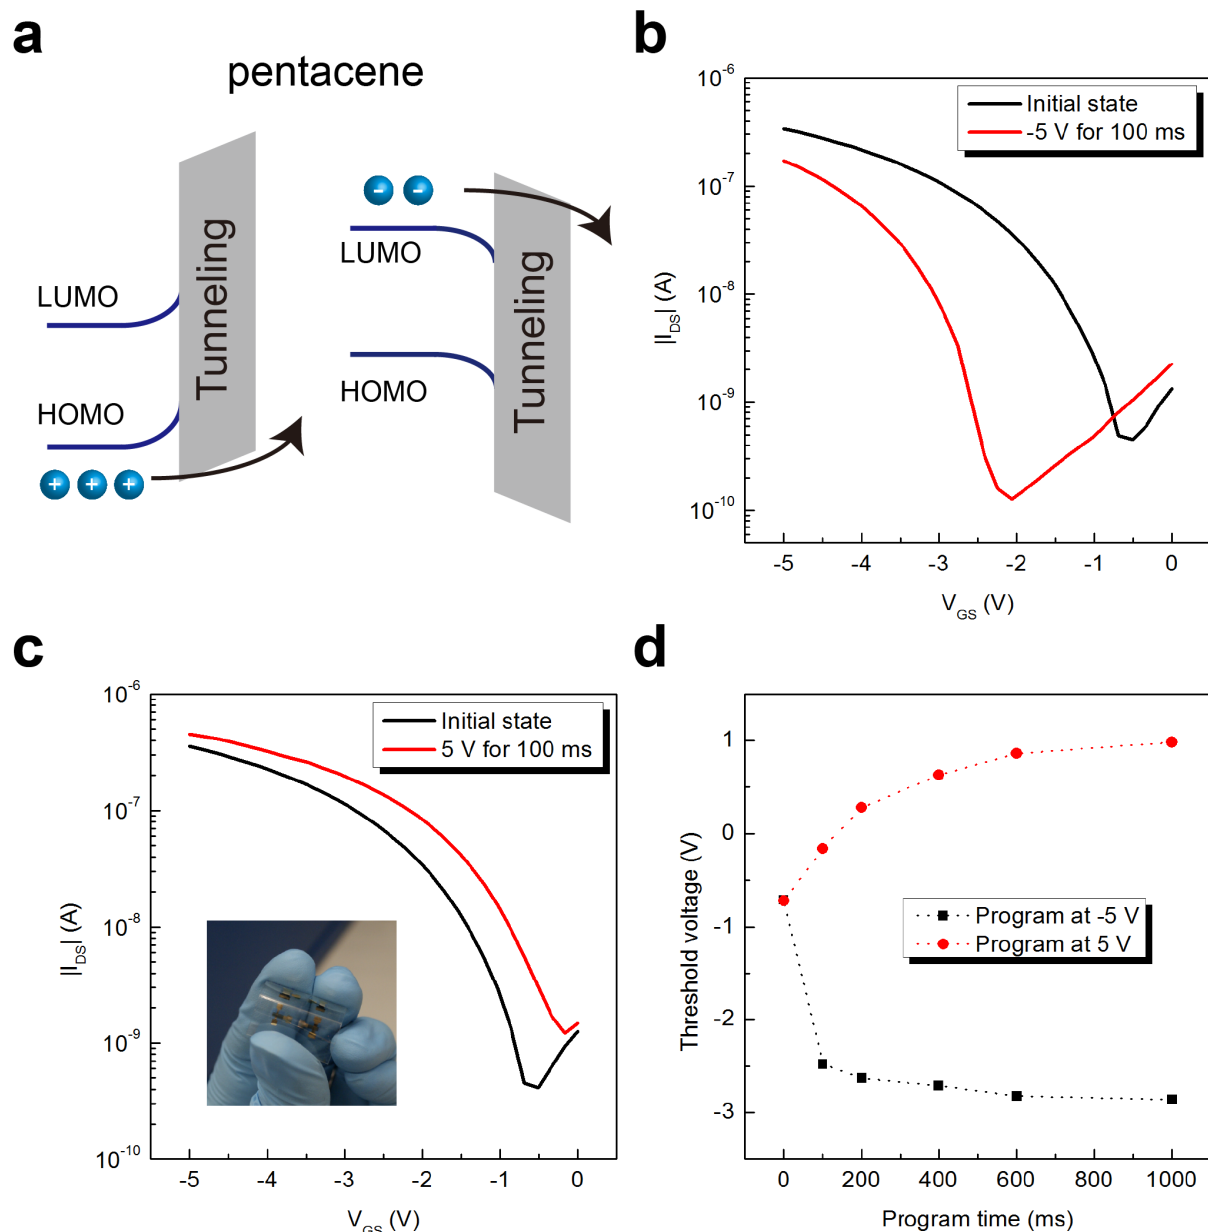 a
pentacene
LUMO
HOMO
Tunneling
+ + +
- -
LUMO
HOMO
Tunneling
b
Initial state
-5 V for 100 ms
10⁻⁶
10⁻⁷
10⁻⁸
10⁻⁹
10⁻¹⁰
|I_DS| (A)
-5 -4 -3 -2 -1 0
V_GS (V)
c
Initial state
5 V for 100 ms
10⁻⁶
10⁻⁷
10⁻⁸
10⁻⁹
10⁻¹⁰
|I_DS| (A)
-5 -4 -3 -2 -1 0
V_GS (V)
d
1
0
-1
-2
-3
Threshold voltage (V)
Program at -5 V
Program at 5 V
0 200 400 600 800 1000
Program time (ms)